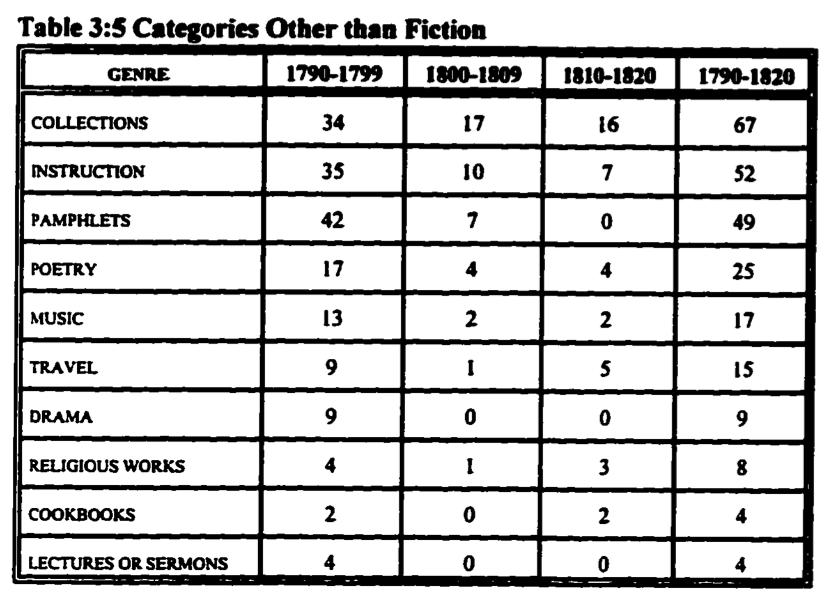 Table 3:5 Categories Other than Fiction
GENRE 1790-1799 1800-1809 1810-1820 1790-1820
COLLECTIONS 34 17 16 67
INSTRUCTION 35 10 7 52
PAMPHLETS 42 7 0 49
POETRY 17 4 4 25
MUSIC 13 2 2 17
TRAVEL 9 1 5 15
DRAMA 9 0 0 9
RELIGIOUS WORKS 4 1 3 8
COOKBOOKS 2 0 2 4
LECTURES OR SERMONS 4 0 0 4